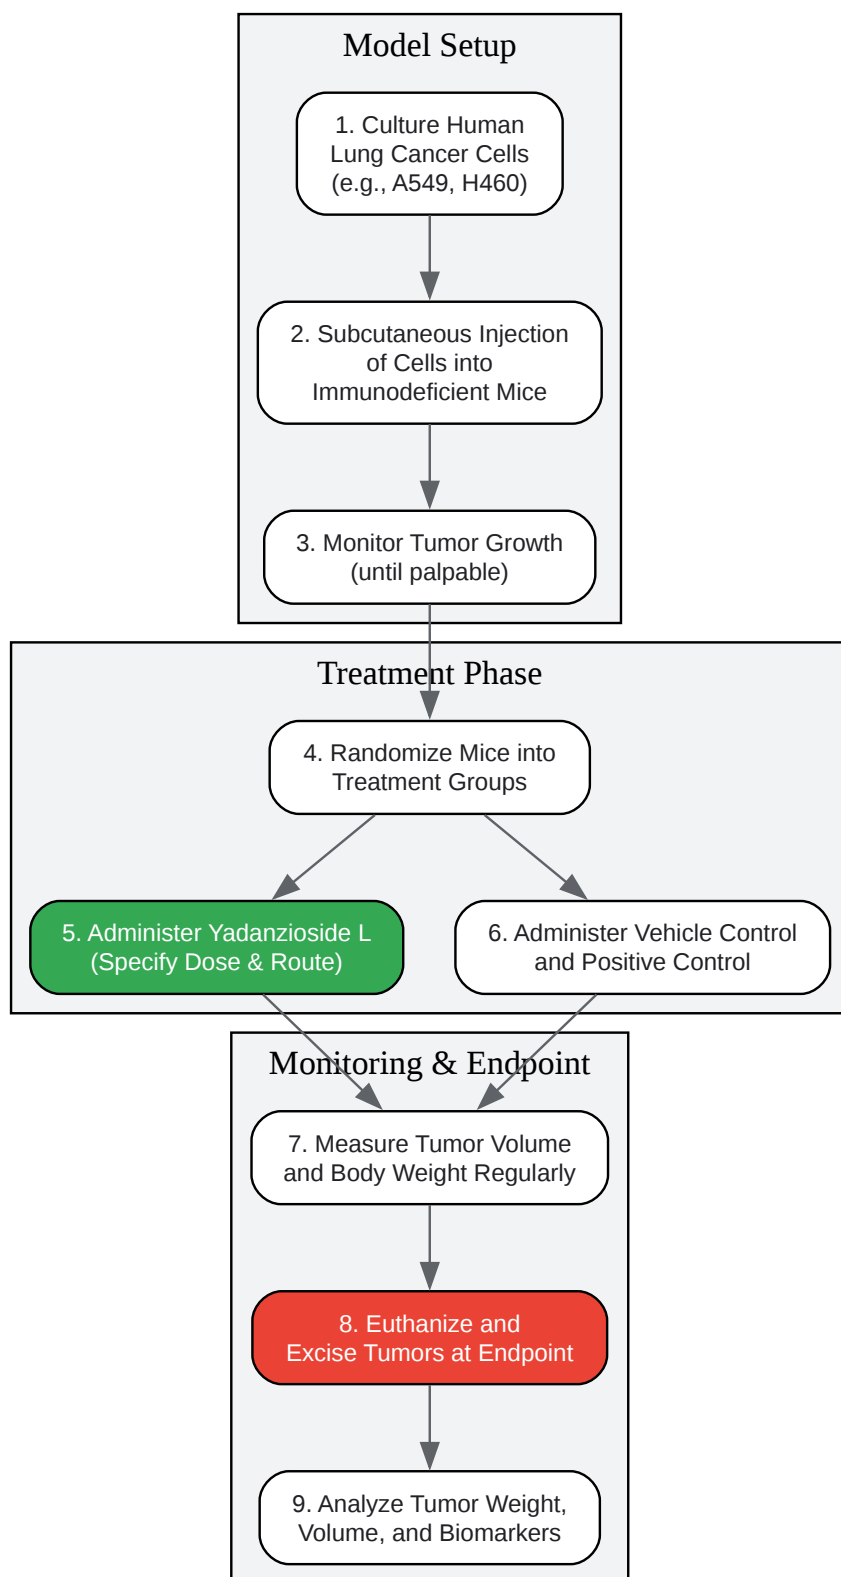 Model Setup
1. Culture Human
Lung Cancer Cells
(e.g., A549, H460)
2. Subcutaneous Injection
of Cells into
Immunodeficient Mice
3. Monitor Tumor Growth
(until palpable)
Treatment Phase
4. Randomize Mice into
Treatment Groups
5. Administer Yadanzioside L
(Specify Dose & Route)
6. Administer Vehicle Control
and Positive Control
Monitoring & Endpoint
7. Measure Tumor Volume
and Body Weight Regularly
8. Euthanize and
Excise Tumors at Endpoint
9. Analyze Tumor Weight,
Volume, and Biomarkers